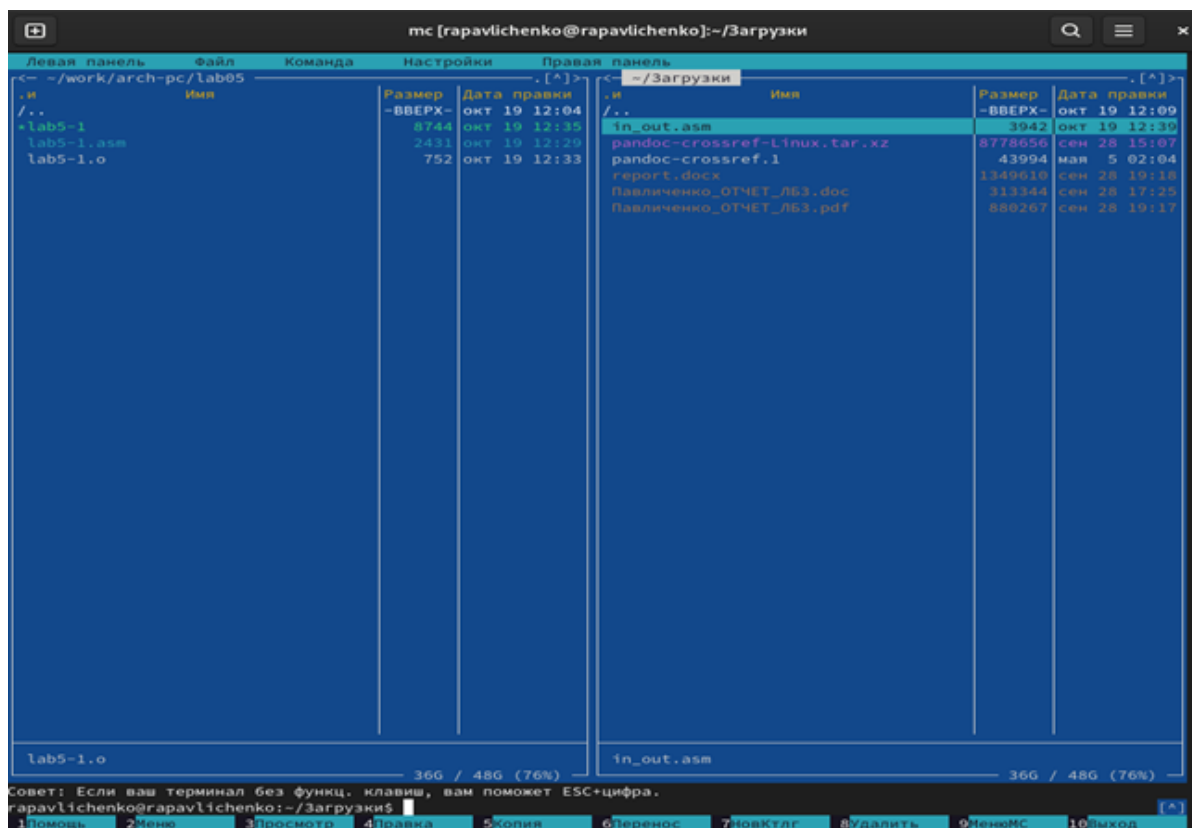 mc [rapavlichenko@rapavlichenko]:~/Загрузки
Левая панель Файл Команда Настройки Правая панель
<— ~/work/arch-pc/lab05 .[^]>
.и Имя Размер Дата правки
/.. -ВВЕРХ- окт 19 12:04
*lab5-1 8744 окт 19 12:35
lab5-1.asm 2431 окт 19 12:29
lab5-1.o 752 окт 19 12:33
lab5-1.o
36G / 48G (76%)
<— ~/Загрузки .[^]>
.и Имя Размер Дата правки
/.. -ВВЕРХ- окт 19 12:09
in_out.asm 3942 окт 19 12:39
pandoc-crossref-Linux.tar.xz 8778656 сен 28 15:07
pandoc-crossref.1 43994 мая 5 02:04
report.docx 1349610 сен 28 19:18
Павличенко_ОТЧЕТ_ЛБ3.doc 313344 сен 28 17:25
Павличенко_ОТЧЕТ_ЛБ3.pdf 880267 сен 28 19:17
in_out.asm
36G / 48G (76%)
Совет: Если ваш терминал без функц. клавиш, вам поможет ESC+цифра.
rapavlichenko@rapavlichenko:~/Загрузки$ [^]
1Помощь 2Меню 3Просмотр 4Правка 5Копия 6Перенос 7НовКтлг 8Удалить 9МенюMC 10Выход